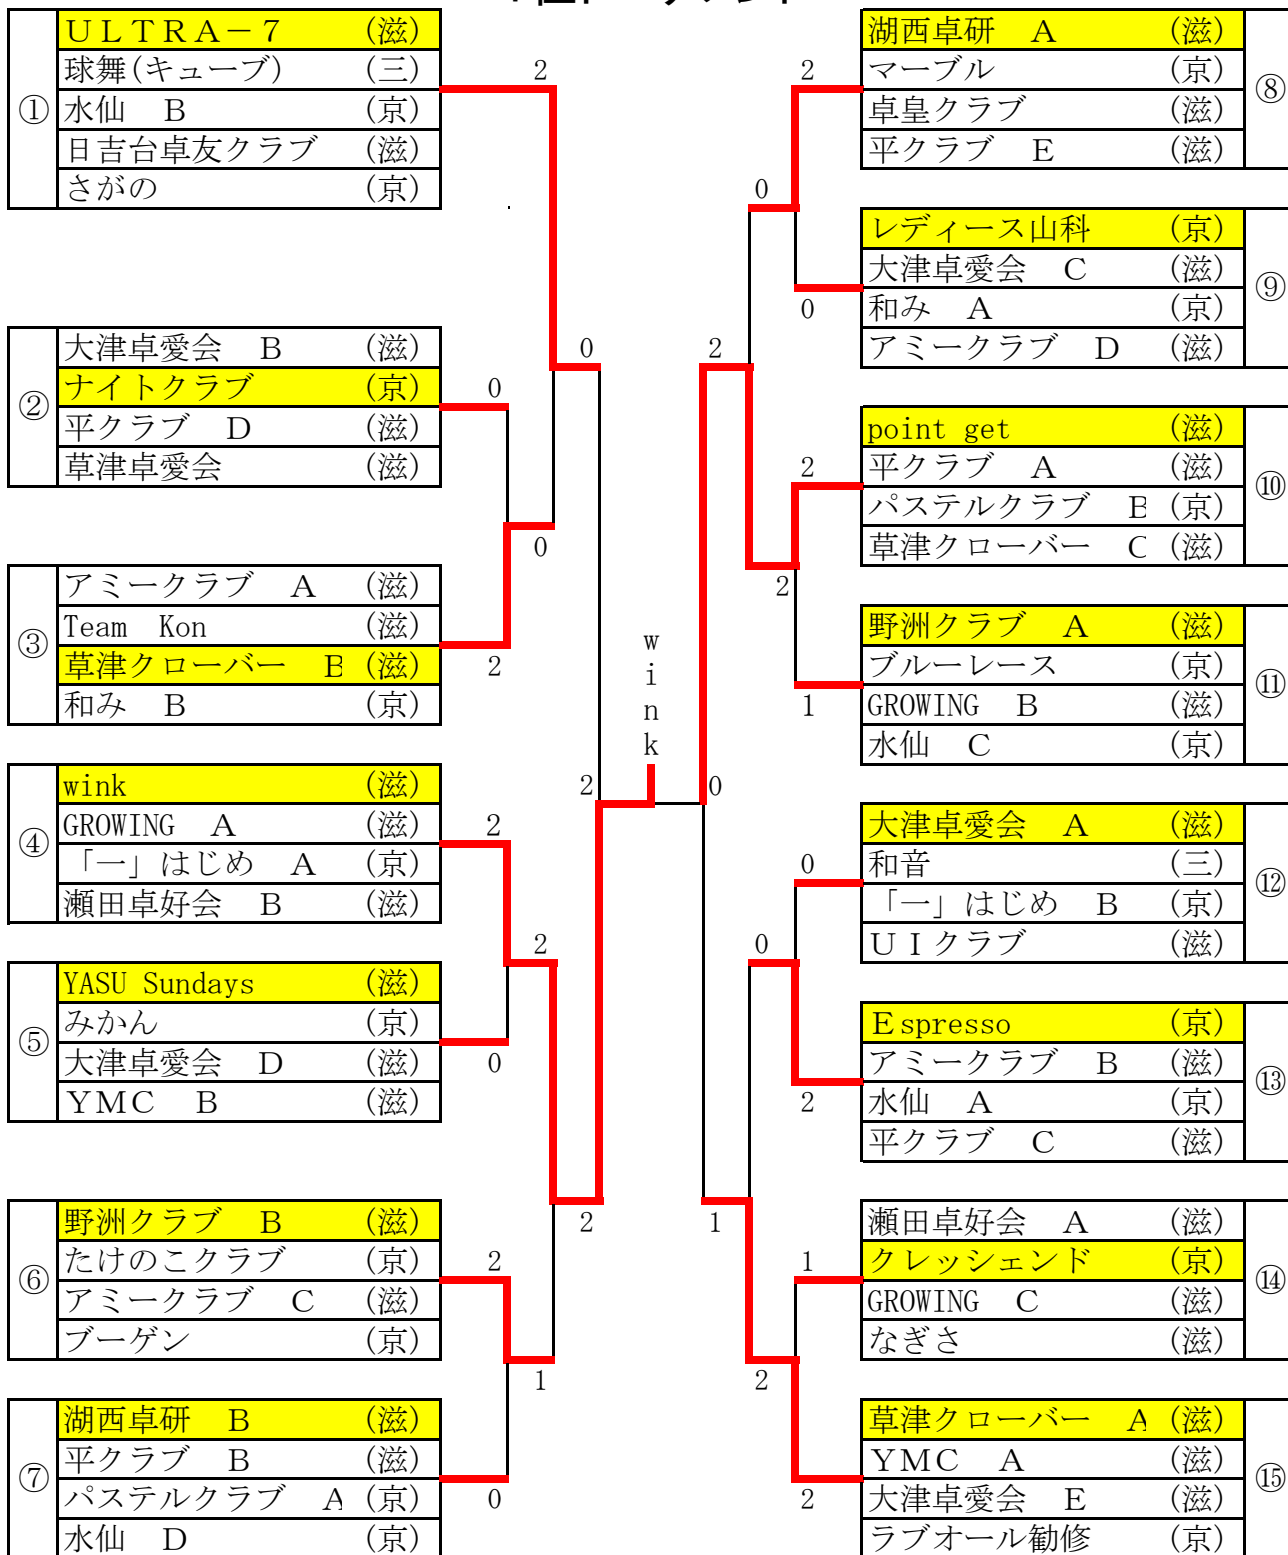 ①
ＵＬＴＲＡ－７ (滋)
球舞(キューブ) (三)
水仙 Ｂ (京)
日吉台卓友クラブ (滋)
さがの (京)
②
大津卓愛会 Ｂ (滋)
ナイトクラブ (京)
平クラブ Ｄ (滋)
草津卓愛会 (滋)
③
アミークラブ Ａ (滋)
Team Kon (滋)
草津クローバー Ｂ (滋)
和み Ｂ (京)
④
wink (滋)
GROWING Ａ (滋)
「一」はじめ Ａ (京)
瀬田卓好会 Ｂ (滋)
⑤
YASU Sundays (滋)
みかん (京)
大津卓愛会 Ｄ (滋)
ＹＭＣ Ｂ (滋)
⑥
野洲クラブ Ｂ (滋)
たけのこクラブ (京)
アミークラブ Ｃ (滋)
ブーゲン (京)
⑦
湖西卓研 Ｂ (滋)
平クラブ Ｂ (滋)
パステルクラブ Ａ (京)
水仙 Ｄ (京)
2
0
0
0
2
2
2
2
0
2
2
1
0
wink
2
2
0
0
2
2
2
1
0
0
0
2
1
1
2
2
⑧
湖西卓研 Ａ (滋)
マーブル (京)
卓皇クラブ (滋)
平クラブ Ｅ (滋)
⑨
レディース山科 (京)
大津卓愛会 Ｃ (滋)
和み Ａ (京)
アミークラブ Ｄ (滋)
⑩
point get (滋)
平クラブ Ａ (滋)
パステルクラブ Ｂ (京)
草津クローバー Ｃ (滋)
⑪
野洲クラブ Ａ (滋)
ブルーレース (京)
GROWING Ｂ (滋)
水仙 Ｃ (京)
⑫
大津卓愛会 Ａ (滋)
和音 (三)
「一」はじめ Ｂ (京)
ＵＩクラブ (滋)
⑬
Ｅspresso (京)
アミークラブ Ｂ (滋)
水仙 Ａ (京)
平クラブ Ｃ (滋)
⑭
瀬田卓好会 Ａ (滋)
クレッシェンド (京)
GROWING Ｃ (滋)
なぎさ (滋)
⑮
草津クローバー Ａ (滋)
ＹＭＣ Ａ (滋)
大津卓愛会 Ｅ (滋)
ラブオール勧修 (京)